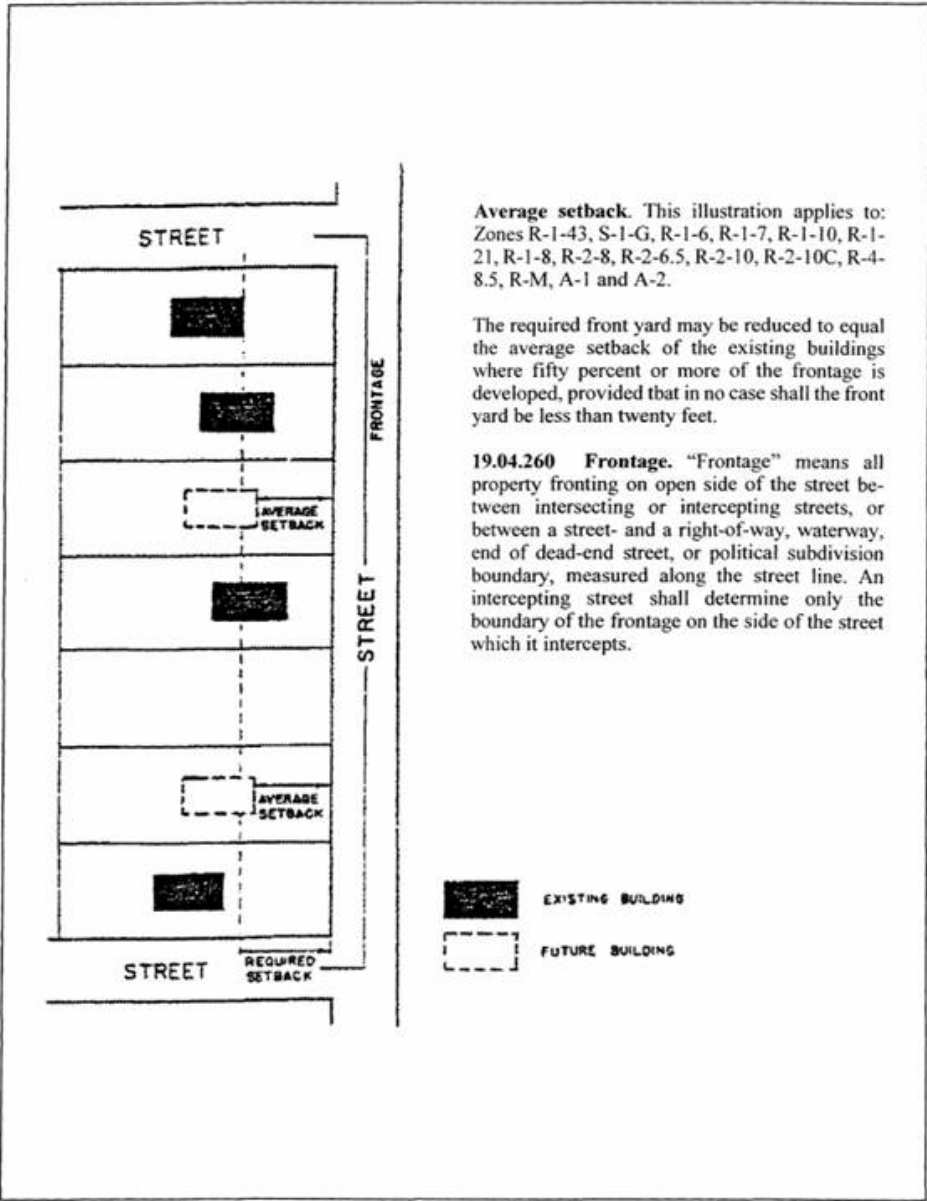 STREET
FRONTAGE
AVERAGE
SETBACK
STREET
AVERAGE
SETBACK
STREET
REQUIRED
SETBACK
Average setback. This illustration applies to:
Zones R-1-43, S-1-G, R-1-6, R-1-7, R-1-10, R-1-
21, R-1-8, R-2-8, R-2-6.5, R-2-10, R-2-10C, R-4-
8.5, R-M, A-1 and A-2.
The required front yard may be reduced to equal
the average setback of the existing buildings
where fifty percent or more of the frontage is
developed, provided tbat in no case shall the front
yard be less than twenty feet.
19.04.260 Frontage. “Frontage” means all
property fronting on open side of the street be-
tween intersecting or intercepting streets, or
between a street- and a right-of-way, waterway,
end of dead-end street, or political subdivision
boundary, measured along the street line. An
intercepting street shall determine only the
boundary of the frontage on the side of the street
which it intercepts.
EXISTING BUILDING
FUTURE BUILDING